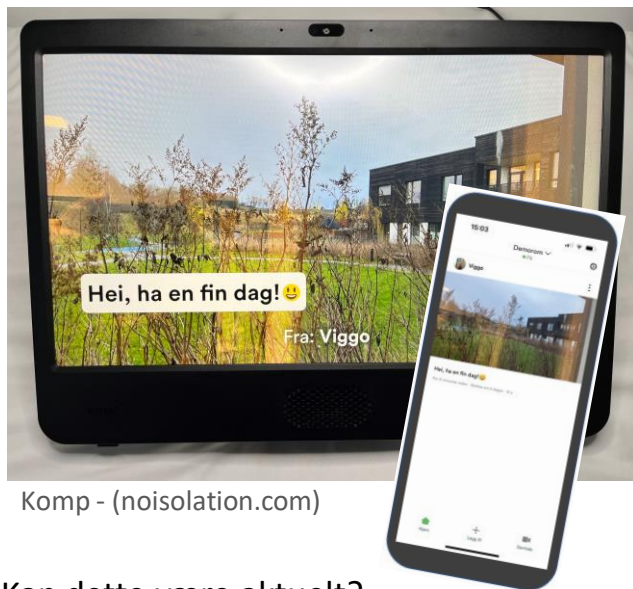 Hei, ha en fin dag!😃
Fra: Viggo
15:03
Demorom
Viggo
Hei, ha en fin dag!😃
Hjem
Legg til
Samtale
Komp - (noisolation.com)